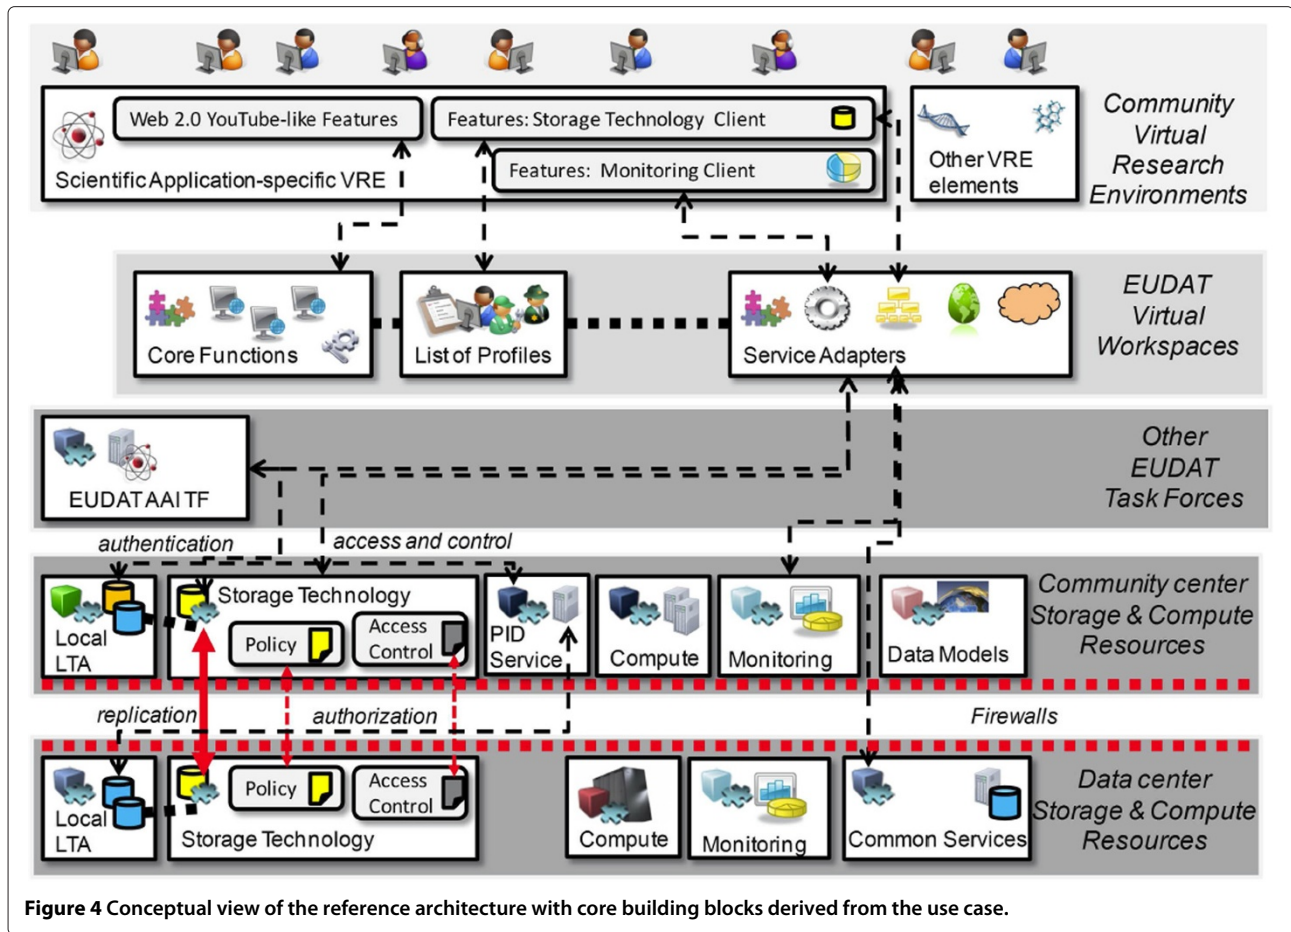 Web 2.0 YouTube-like Features
Features: Storage Technology Client
Features: Monitoring Client
Scientific Application-specific VRE
Other VRE
elements
Community
Virtual
Research
Environments
Core Functions
List of Profiles
Service Adapters
EUDAT
Virtual
Workspaces
EUDAT AAI TF
Other
EUDAT
Task Forces
authentication
access and control
Local
LTA
Storage Technology
Policy
Access
Control
PID
Service
Compute
Monitoring
Data Models
Community center
Storage & Compute
Resources
replication
authorization
Firewalls
Local
LTA
Policy
Access
Control
Storage Technology
Compute
Monitoring
Common Services
Data center
Storage & Compute
Resources
Figure 4 Conceptual view of the reference architecture with core building blocks derived from the use case.